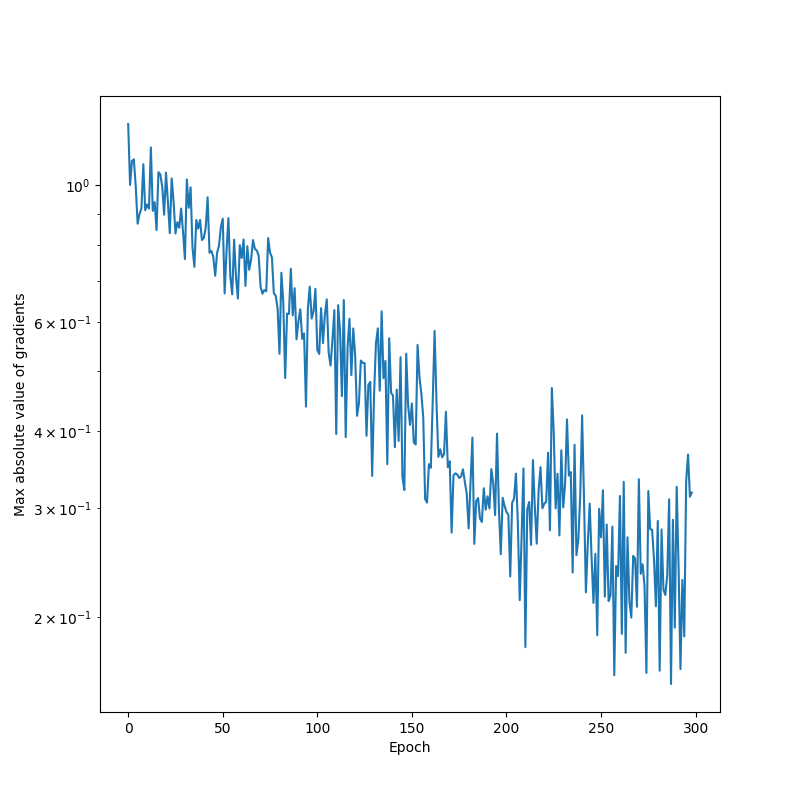 Max absolute value of gradients
10⁰
6 × 10⁻¹
4 × 10⁻¹
3 × 10⁻¹
2 × 10⁻¹
0 50 100 150 200 250 300
Epoch